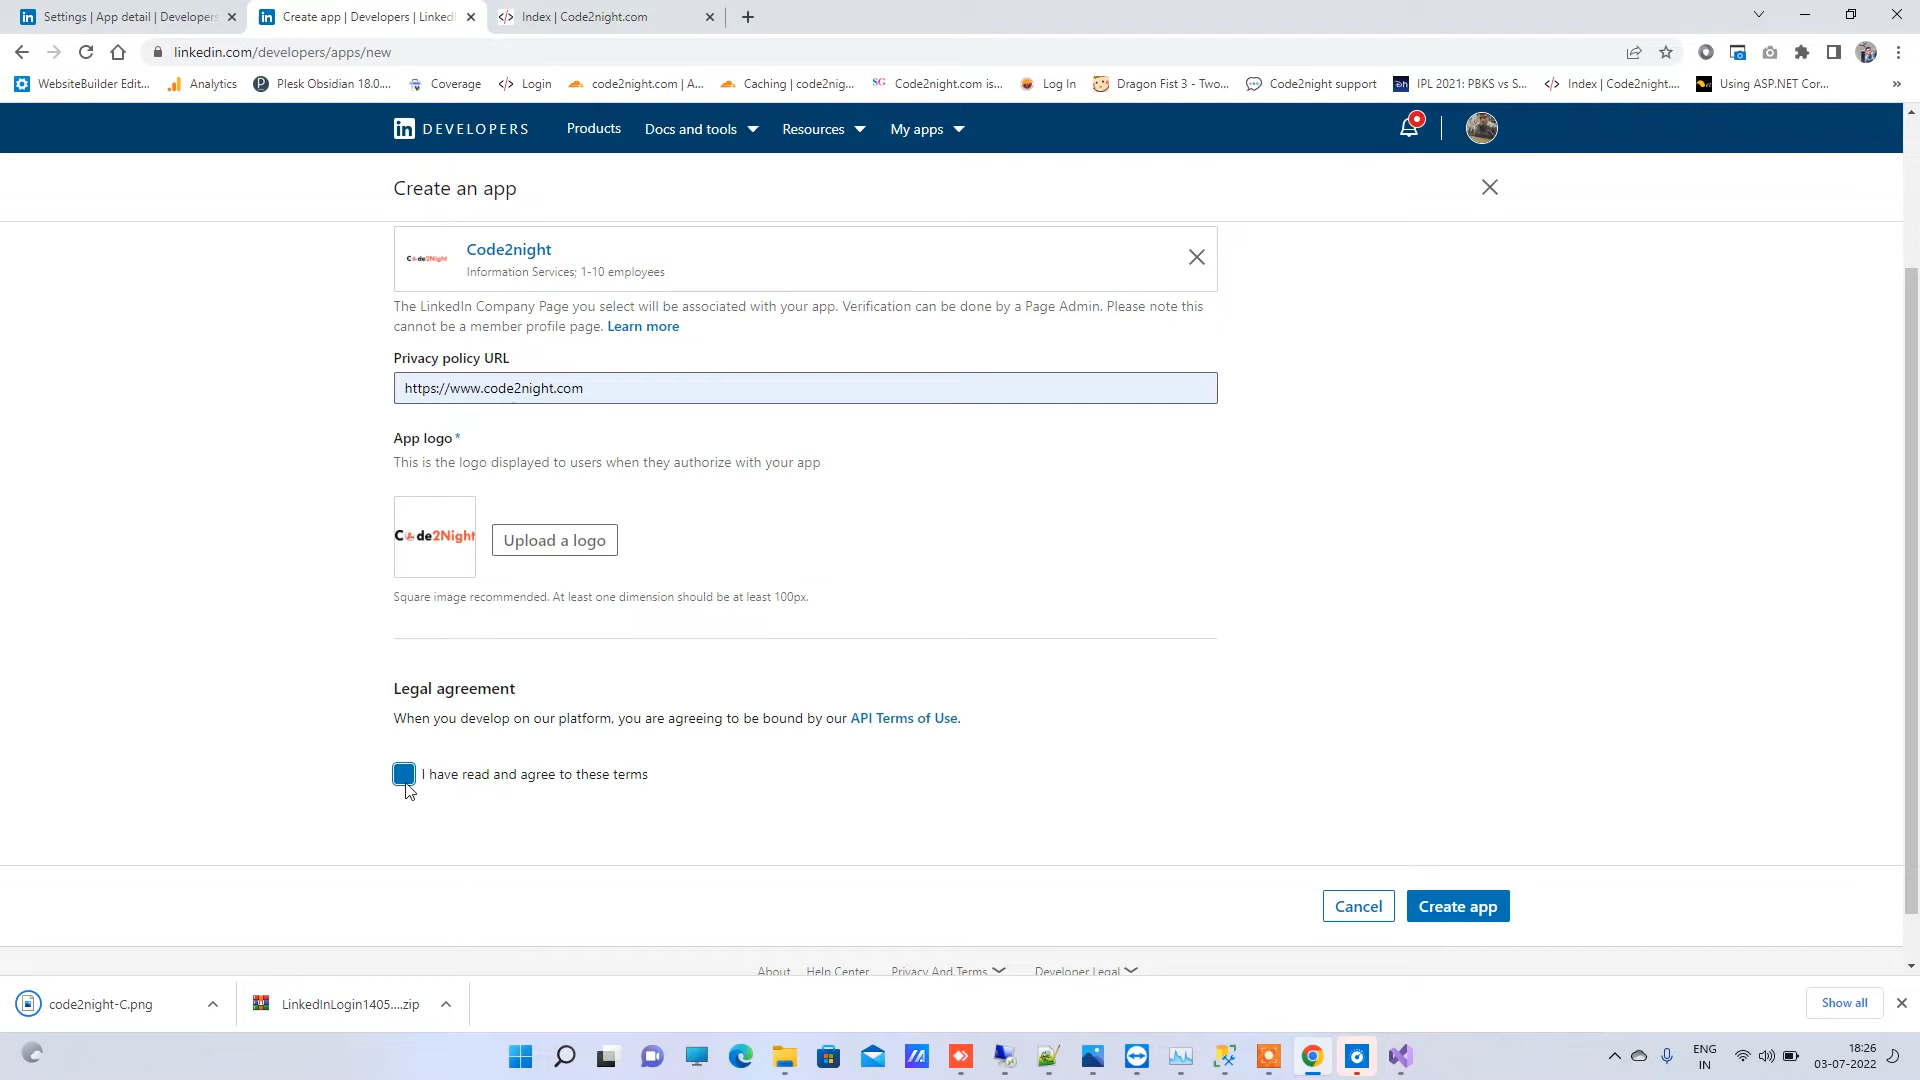 Settings | App detail | Developers
Create app | Developers | LinkedI
Index | Code2night.com
linkedin.com/developers/apps/new
WebsiteBuilder Edit...
Analytics
Plesk Obsidian 18.0....
Coverage
Login
code2night.com | A...
Caching | code2nig...
SG
Code2night.com is...
Log In
Dragon Fist 3 - Two...
Code2night support
IPL 2021: PBKS vs S...
Index | Code2night....
Using ASP.NET Cor...
»
in DEVELOPERS
Products
Docs and tools
Resources
My apps
Create an app
Code2Night
Code2night
Information Services; 1-10 employees
The LinkedIn Company Page you select will be associated with your app. Verification can be done by a Page Admin. Please note this
cannot be a member profile page. Learn more
Privacy policy URL
https://www.code2night.com
App logo*
This is the logo displayed to users when they authorize with your app
Code2Night
Upload a logo
Square image recommended. At least one dimension should be at least 100px.
Legal agreement
When you develop on our platform, you are agreeing to be bound by our API Terms of Use.
I have read and agree to these terms
Cancel
Create app
About
Help Center
Privacy And Terms
Developer Legal
code2night-C.png
LinkedInLogin1405....zip
Show all
ENG
IN
18:26
03-07-2022